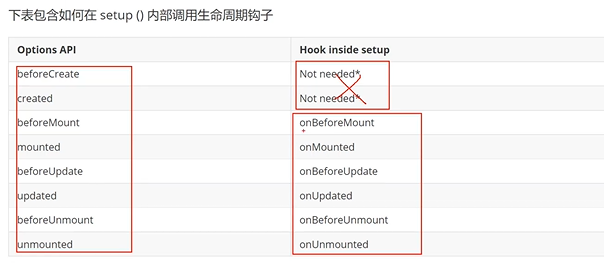 下表包含如何在 setup () 内部调用生命周期钩子
Options API Hook inside setup
beforeCreate Not needed*
created Not needed*
beforeMount onBeforeMount
mounted onMounted
beforeUpdate onBeforeUpdate
updated onUpdated
beforeUnmount onBeforeUnmount
unmounted onUnmounted